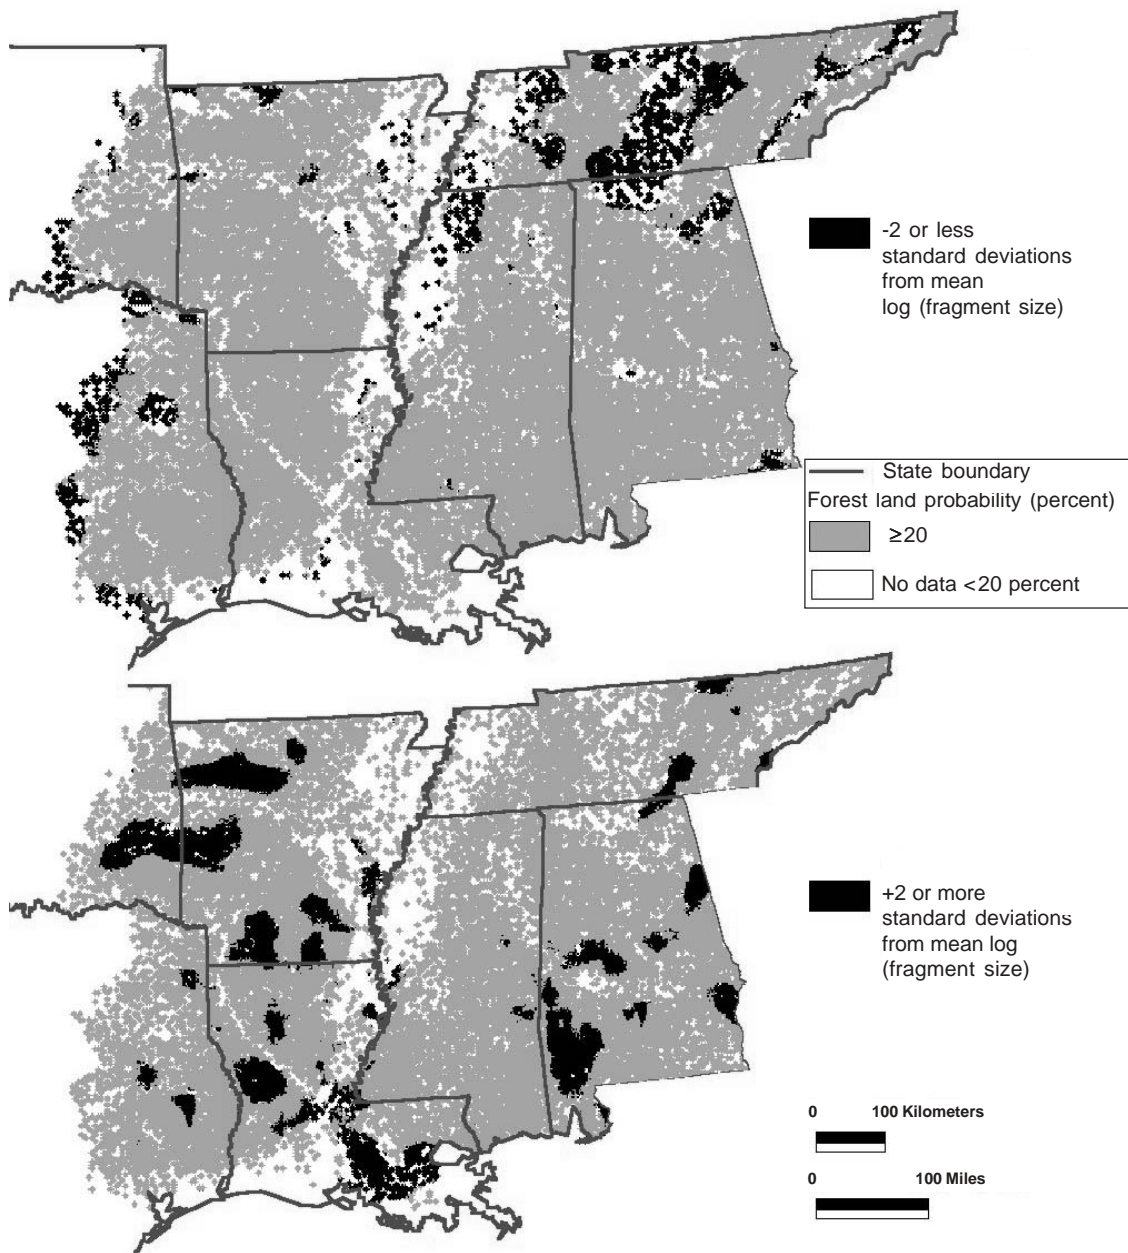 -2 or less
standard deviations
from mean
log (fragment size)
State boundary
Forest land probability (percent)
≥20
No data <20 percent
+2 or more
standard deviations
from mean log
(fragment size)
0 100 Kilometers
0 100 Miles